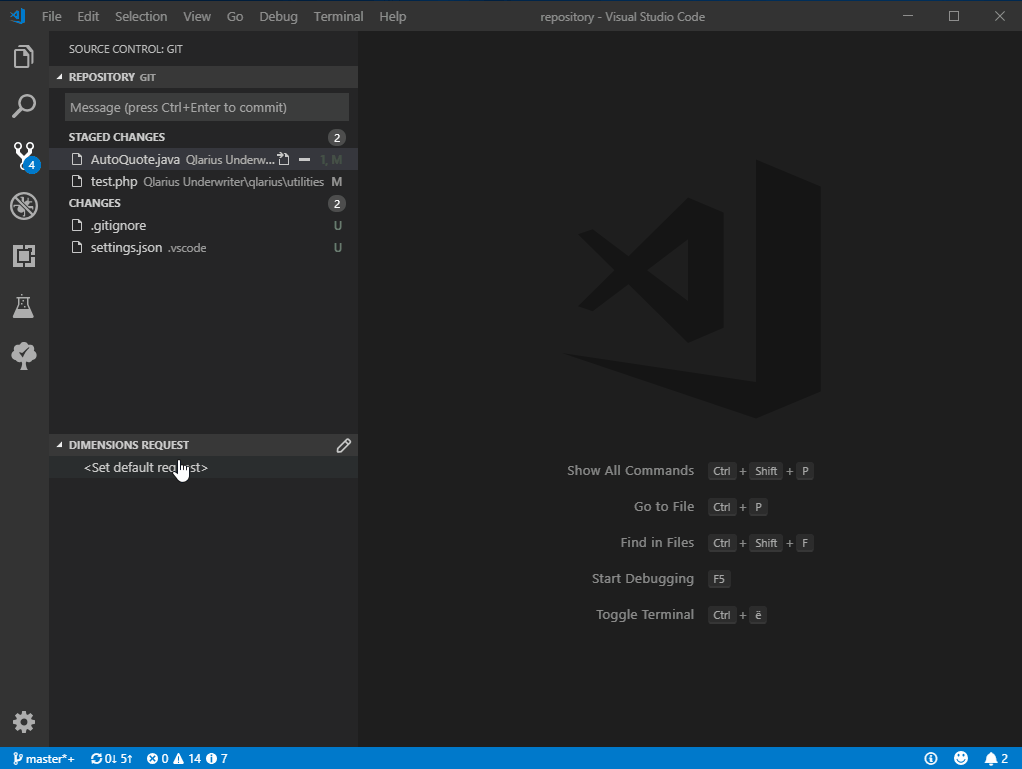 File Edit Selection View Go Debug Terminal Help repository - Visual Studio Code
SOURCE CONTROL: GIT
REPOSITORY GIT
Message (press Ctrl+Enter to commit)
STAGED CHANGES 2
AutoQuote.java Qlarius Underw... 1, M
test.php Qlarius Underwriter\qlarius\utilities M
CHANGES 2
.gitignore U
settings.json .vscode U
4
DIMENSIONS REQUEST
<Set default request>
Show All Commands Ctrl + Shift + P
Go to File Ctrl + P
Find in Files Ctrl + Shift + F
Start Debugging F5
Toggle Terminal Ctrl + ë
master*+ 0↓ 5↑ 0 14 7 2